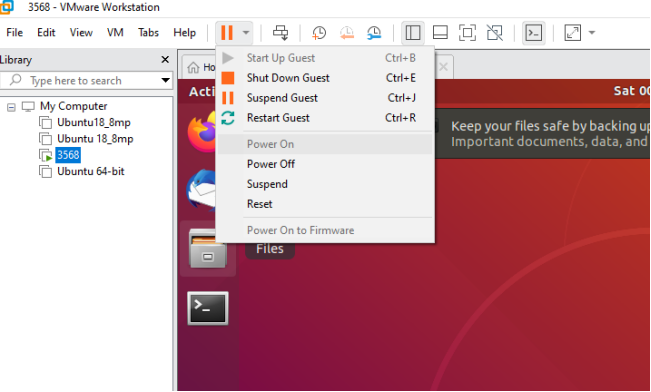 3568 - VMware Workstation
File Edit View VM Tabs Help
Library
Type here to search
My Computer
Ubuntu18_8mp
Ubuntu 18_8mp
3568
Ubuntu 64-bit
Start Up Guest Ctrl+B
Shut Down Guest Ctrl+E
Suspend Guest Ctrl+J
Restart Guest Ctrl+R
Power On
Power Off
Suspend
Reset
Power On to Firmware
Ho
Acti
Sat 00
Keep your files safe by backing up
Important documents, data, and
Files